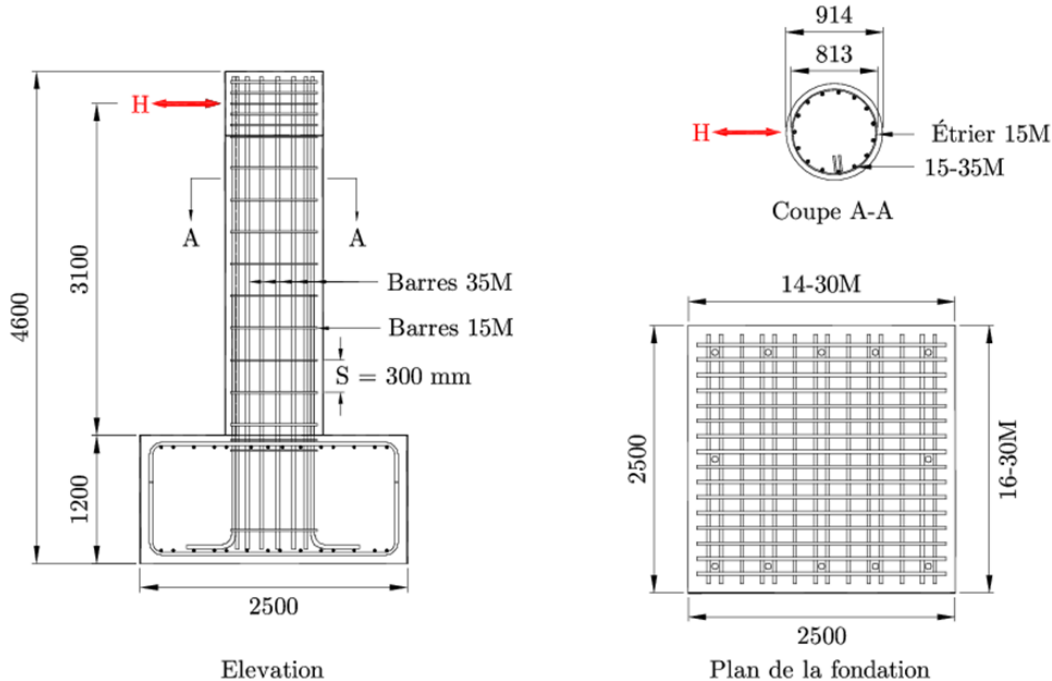 H
4600
3100
1200
A
A
Barres 35M
Barres 15M
S = 300 mm
2500
Elevation
914
813
H
Étrier 15M
15-35M
Coupe A-A
14-30M
2500
16-30M
2500
Plan de la fondation